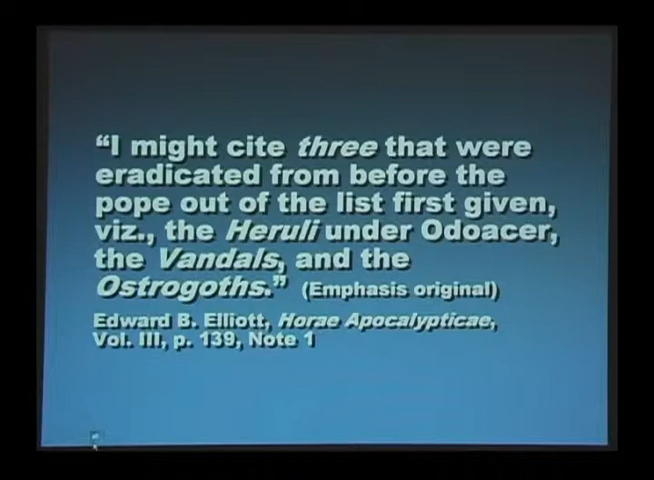 “I might cite three that were
eradicated from before the
pope out of the list first given,
viz., the Heruli under Odoacer,
the Vandals, and the
Ostrogoths.” (Emphasis original)
Edward B. Elliott, Horae Apocalypticae,
Vol. III, p. 139, Note 1